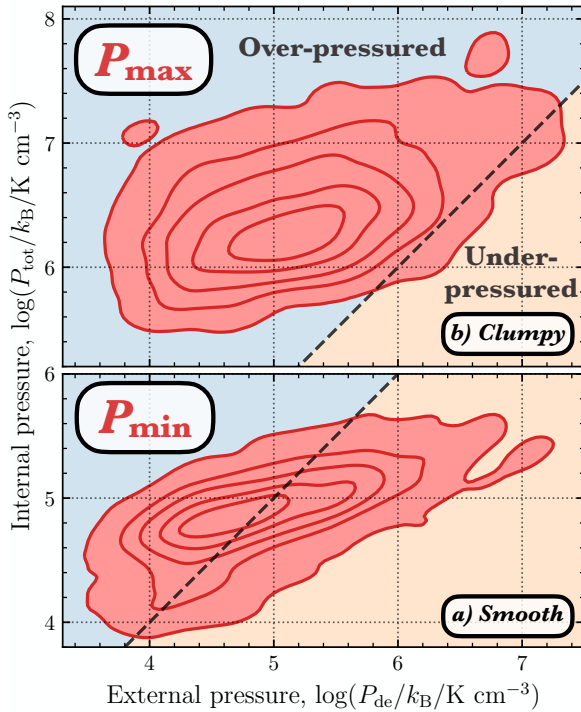 8
7
6
P_max
Over-pressured
Under-
pressured
b) Clumpy
Internal pressure, log(P_tot/k_B/K cm^−3)
6
5
4
P_min
a) Smooth
4 5 6 7
External pressure, log(P_de/k_B/K cm^−3)